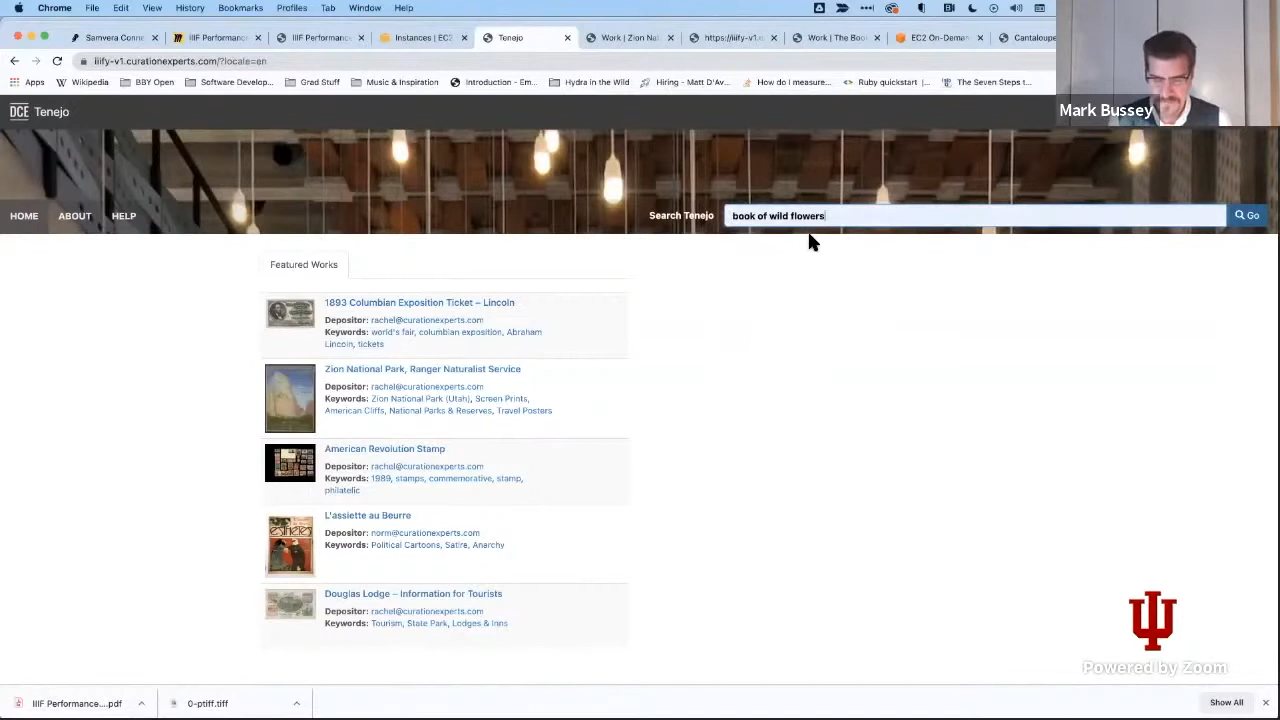 Chrome File Edit View History Bookmarks Profiles Tab Window Help
Samvera Conne
IIIF Performanc
IIIF Performanc
Instances | EC2
Tenejo
Work | Zion Nat
https://iiify-v1.c
Work | The Boo
EC2 On-Deman
Cantaloupe
iiify-v1.curationexperts.com/?locale=en
Apps Wikipedia BBY Open Software Develop... Grad Stuff Music & Inspiration Introduction - Em... Hydra in the Wild Hiring - Matt D'Av... How do I measure... Ruby quickstart |... The Seven Steps t...
Mark Bussey
DCE Tenejo
HOME ABOUT HELP
Search Tenejo book of wild flowers Go
Featured Works
1893 Columbian Exposition Ticket – Lincoln
Depositor: rachel@curationexperts.com
Keywords: world's fair, columbian exposition, Abraham
Lincoln, tickets
Zion National Park, Ranger Naturalist Service
Depositor: rachel@curationexperts.com
Keywords: Zion National Park (Utah), Screen Prints,
American Cliffs, National Parks & Reserves, Travel Posters
American Revolution Stamp
Depositor: rachel@curationexperts.com
Keywords: 1989, stamps, commemorative, stamp,
philatelic
L'assiette au Beurre
Depositor: norm@curationexperts.com
Keywords: Political Cartoons, Satire, Anarchy
Douglas Lodge – Information for Tourists
Depositor: rachel@curationexperts.com
Keywords: Tourism, State Park, Lodges & Inns
Powered by Zoom
IIIF Performance....pdf
0-ptiff.tiff
Show All